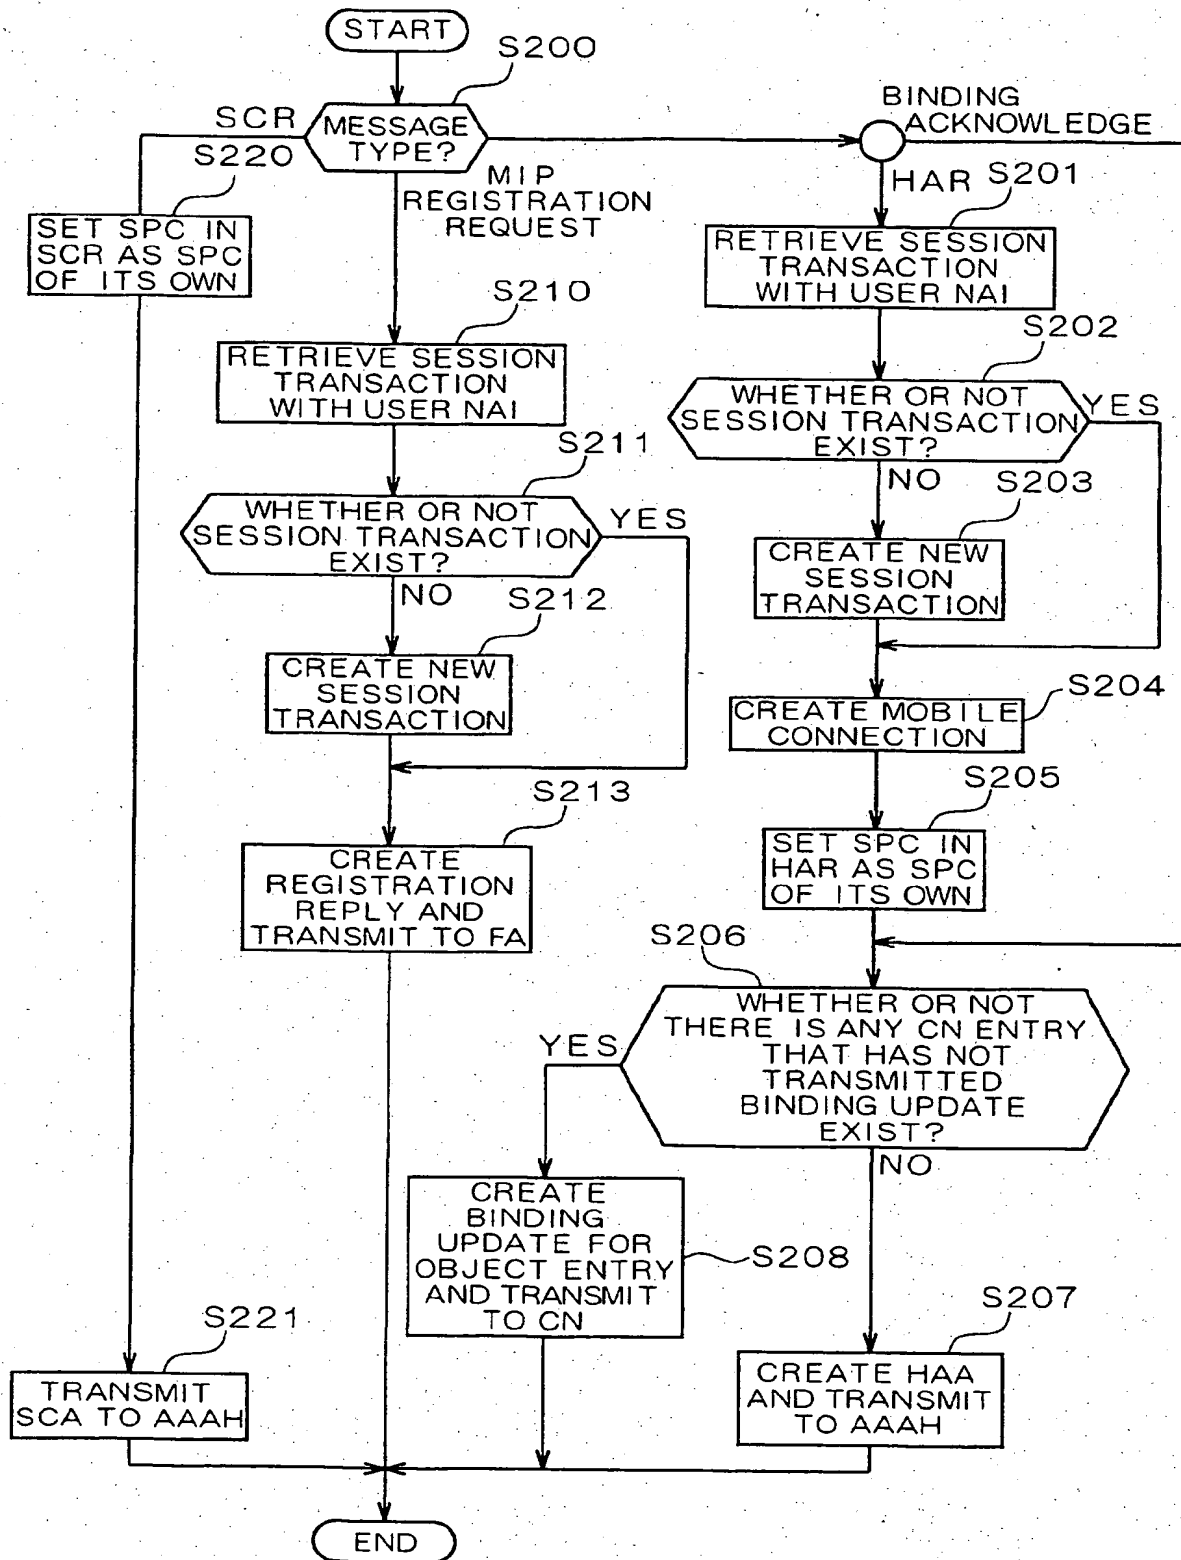 START
S200
MESSAGE
TYPE?
SCR
S220
SET SPC IN
SCR AS SPC
OF ITS OWN
MIP
REGISTRATION
REQUEST
BINDING
ACKNOWLEDGE
HAR
S201
RETRIEVE SESSION
TRANSACTION
WITH USER NAI
S202
WHETHER OR NOT
SESSION TRANSACTION
EXIST?
YES
NO
S203
CREATE NEW
SESSION
TRANSACTION
S204
CREATE MOBILE
CONNECTION
S205
SET SPC IN
HAR AS SPC
OF ITS OWN
S210
RETRIEVE SESSION
TRANSACTION
WITH USER NAI
S211
WHETHER OR NOT
SESSION TRANSACTION
EXIST?
YES
NO
S212
CREATE NEW
SESSION
TRANSACTION
S213
CREATE
REGISTRATION
REPLY AND
TRANSMIT TO FA
S206
WHETHER OR NOT
THERE IS ANY CN ENTRY
THAT HAS NOT
TRANSMITTED
BINDING UPDATE
EXIST?
YES
NO
CREATE
BINDING
UPDATE FOR
OBJECT ENTRY
AND TRANSMIT
TO CN
S208
S207
CREATE HAA
AND TRANSMIT
TO AAAH
S221
TRANSMIT
SCA TO AAAH
END